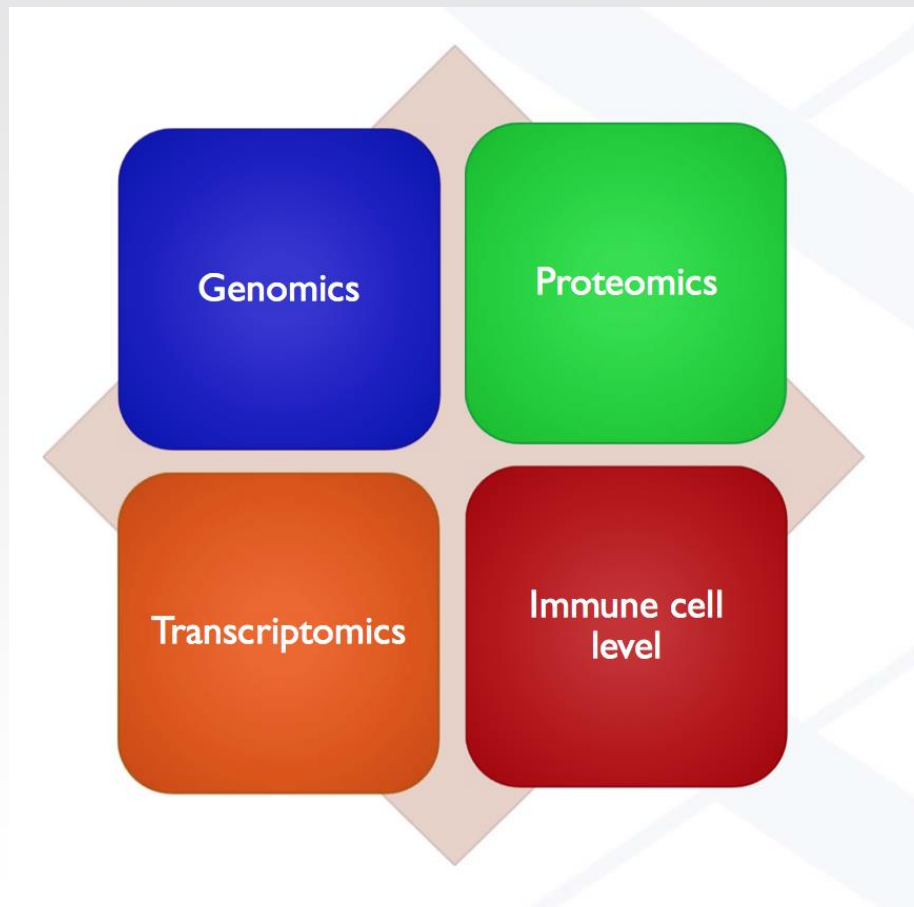 Genomics
Proteomics
Transcriptomics
Immune cell
level